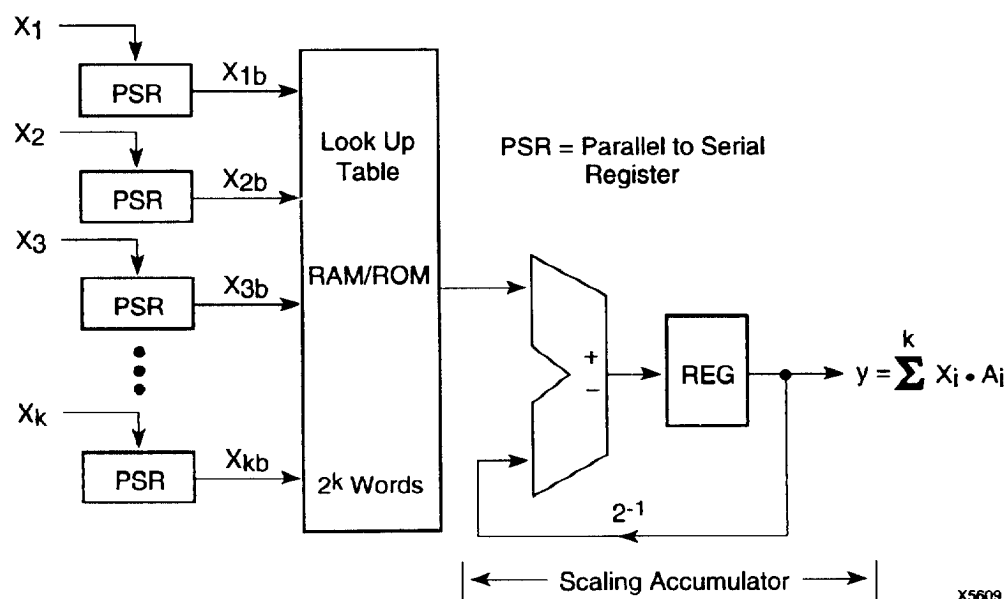 X1
PSR
X1b
X2
PSR
X2b
X3
PSR
X3b
Xk
PSR
Xkb
Look Up
Table
RAM/ROM
2k Words
PSR = Parallel to Serial
Register
+
−
REG
2-1
k
y = Σ Xi • Ai
Scaling Accumulator
X5609